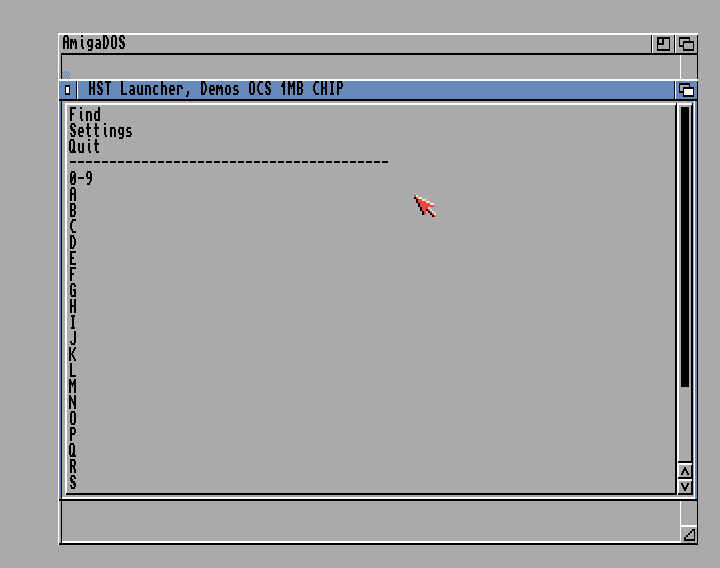 AmigaDOS
HST Launcher, Demos OCS 1MB CHIP
Find
Settings
Quit
----------------------------------------
0-9
A
B
C
D
E
F
G
H
I
J
K
L
M
N
O
P
Q
R
S